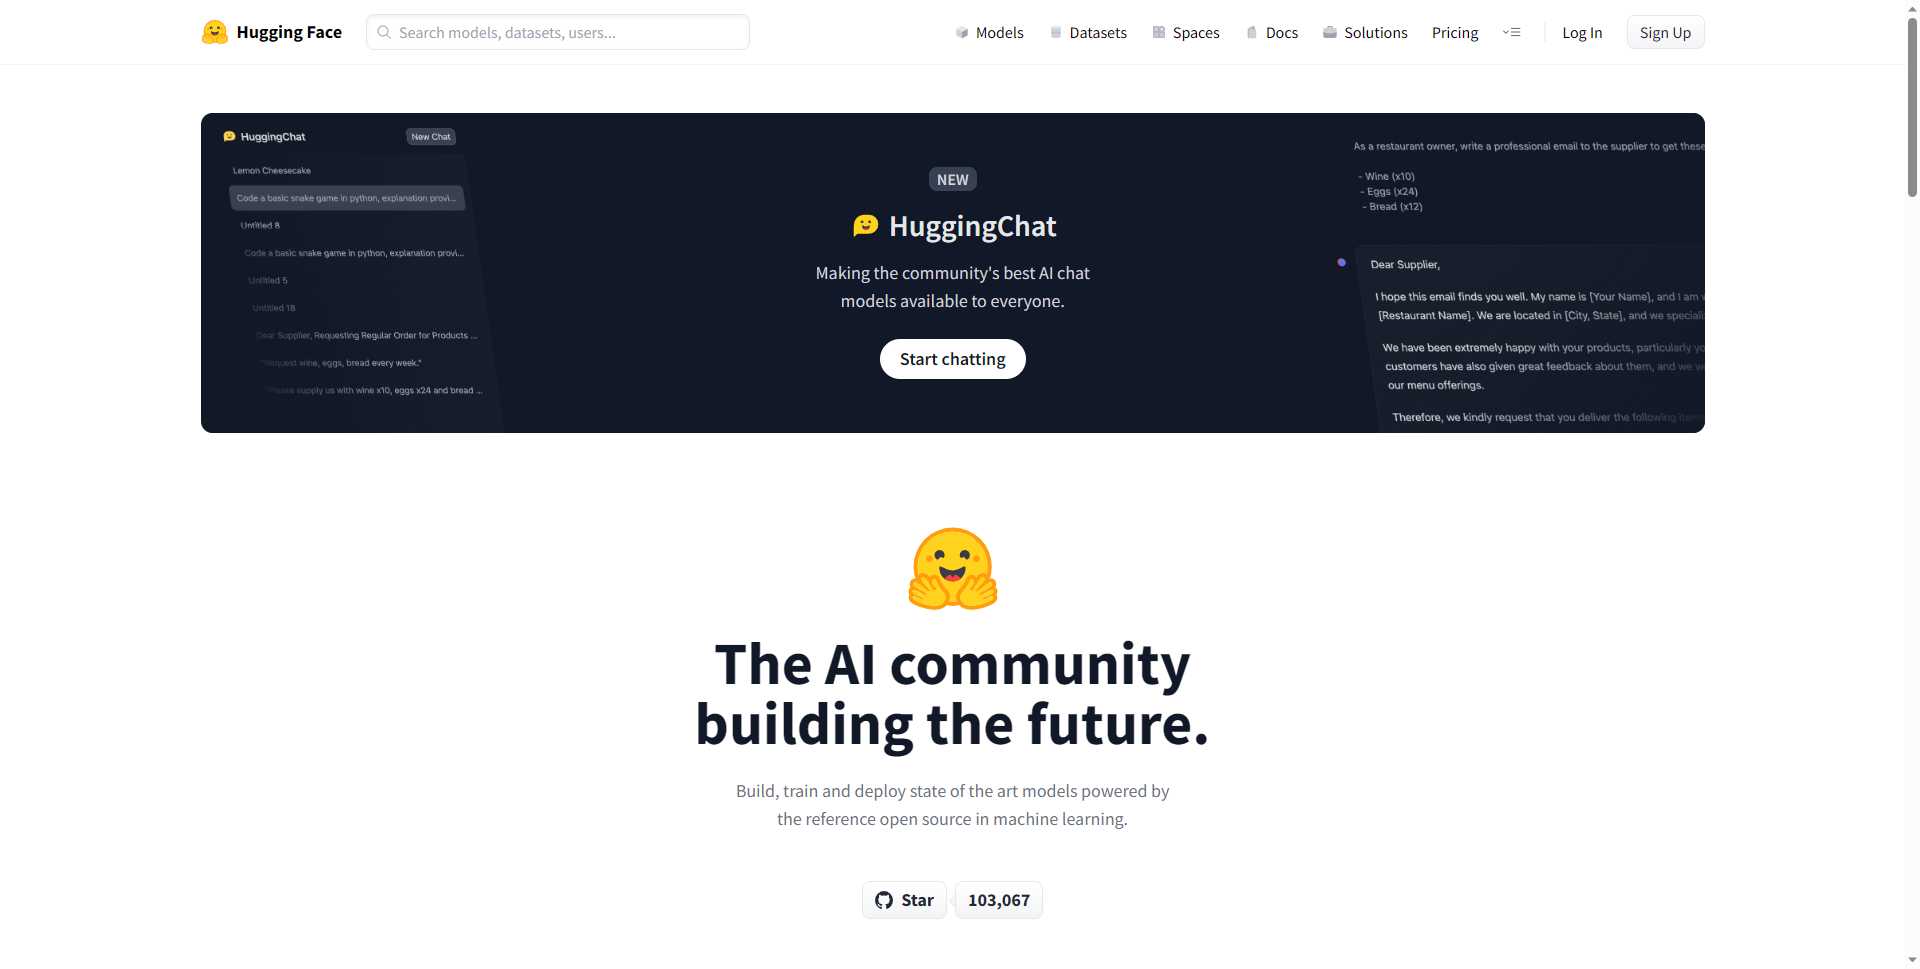 Hugging Face
Search models, datasets, users...
Models
Datasets
Spaces
Docs
Solutions
Pricing
Log In
Sign Up
HuggingChat
New Chat
Lemon Cheesecake
Code a basic snake game in python, explanation provi...
Untitled 8
Code a basic snake game in python, explanation provi...
Untitled 5
Untitled 18
Dear Supplier, Requesting Regular Order for Products ...
"Request wine, eggs, bread every week."
supply us with wine x10, eggs x24 and bread ...
NEW
HuggingChat
Making the community's best AI chat
models available to everyone.
Start chatting
As a restaurant owner, write a professional email to the supplier to get these
- Wine (x10)
- Eggs (x24)
- Bread (x12)
Dear Supplier,
I hope this email finds you well. My name is [Your Name], and I am
[Restaurant Name]. We are located in [City, State], and we
We have been extremely happy with your products, particularly
customers have also given great feedback about them, and we
our menu offerings.
Therefore, we kindly request that you deliver the following items
The AI community
building the future.
Build, train and deploy state of the art models powered by
the reference open source in machine learning.
Star
103,067